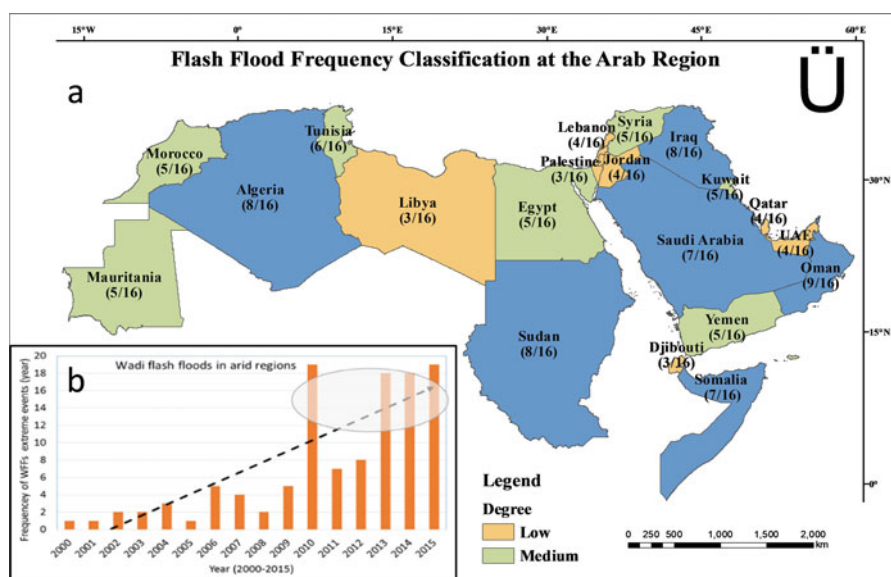 15°W 0° 15°E 30°E 45°E 60°E
Flash Flood Frequency Classification at the Arab Region
Ü
a
Morocco
(5/16)
Tunisia
(6/16)
Algeria
(8/16)
Libya
(3/16)
Egypt
(5/16)
Mauritania
(5/16)
Lebanon
(4/16)
Syria
(5/16)
Iraq
(8/16)
Palestine
(3/16)
Jordan
(4/16)
Kuwait
(5/16)
Qatar
(4/16)
UAE
(4/16)
Saudi Arabia
(7/16)
Oman
(9/16)
Sudan
(8/16)
Yemen
(5/16)
Djibouti
(3/16)
Somalia
(7/16)
30°N
15°N
0°
b
Wadi flash floods in arid regions
Frequencey of WFFs extreme events (year)
20
18
16
14
12
10
8
6
4
2
0
2000 2001 2002 2003 2004 2005 2006 2007 2008 2009 2010 2011 2012 2013 2014 2015
Year (2000-2015)
Legend
Degree
Low
Medium
0 250 500 1,000 1,500 2,000
km